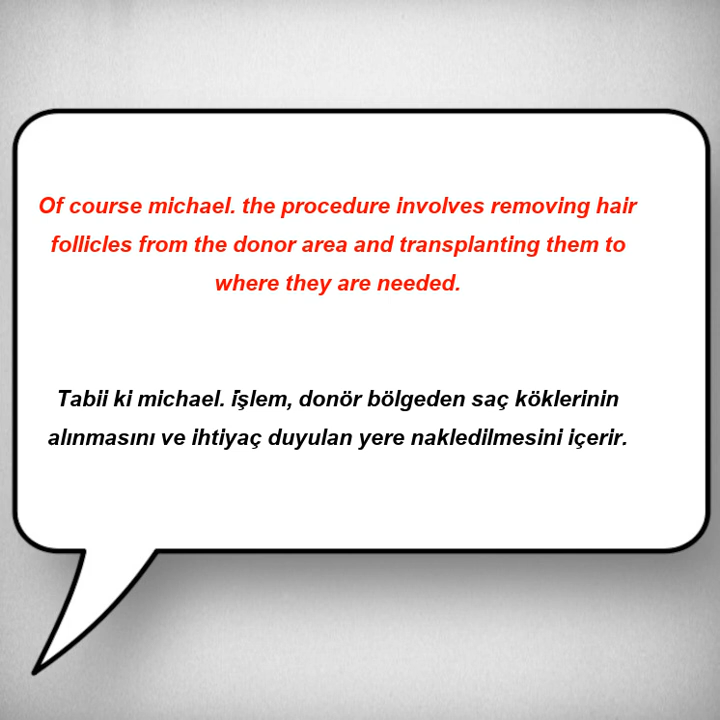 Of course michael. the procedure involves removing hair
follicles from the donor area and transplanting them to
where they are needed.
Tabii ki michael. i̇şlem, donör bölgeden saç köklerinin
alınmasını ve ihtiyaç duyulan yere nakledilmesini içerir.